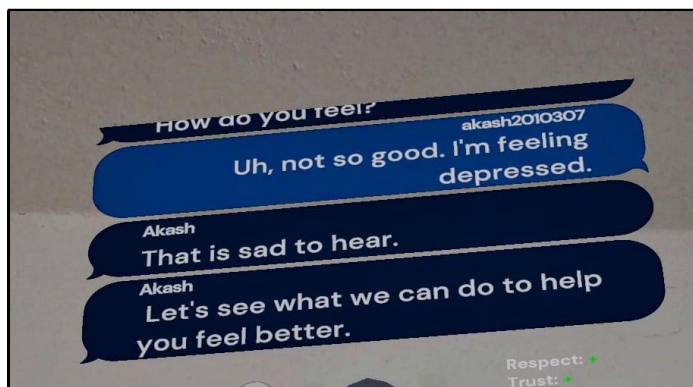 How do you feel?
akash2010307
Uh, not so good. I'm feeling
depressed.
Akash
That is sad to hear.
Akash
Let's see what we can do to help
you feel better.
Respect: +
Trust: +